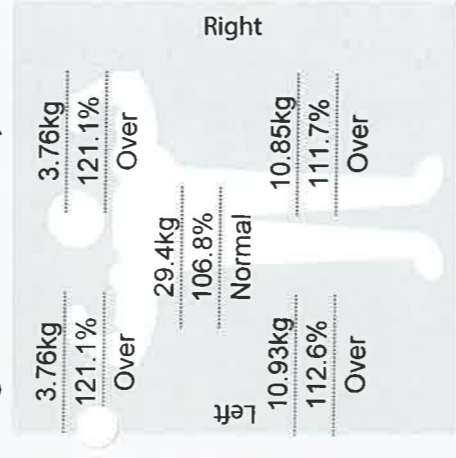 Right
3.76kg
121.1%
Over
3.76kg
121.1%
Over
29.4kg
106.8%
Normal
Left
10.93kg
112.6%
Over
10.85kg
111.7%
Over